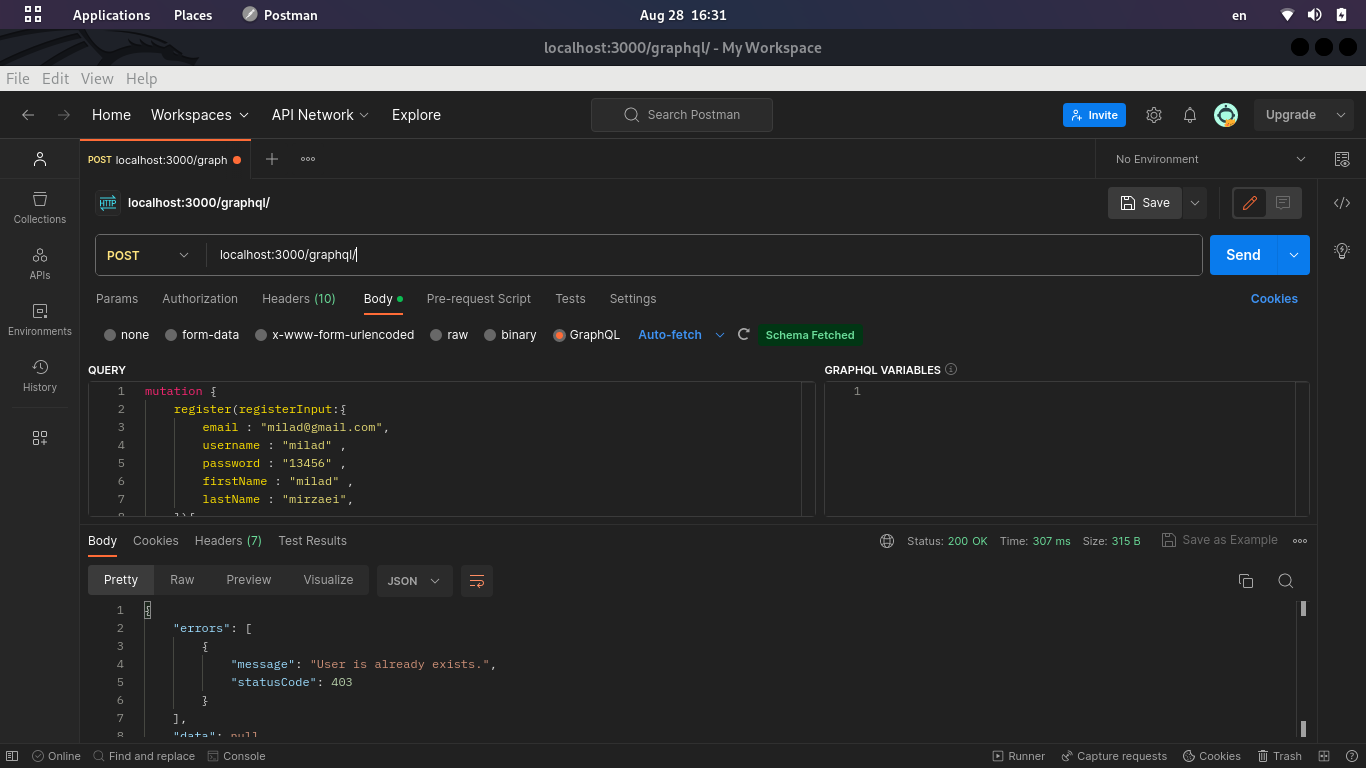 Applications Places Postman Aug 28 16:31 en
localhost:3000/graphql/ - My Workspace
File Edit View Help
Home Workspaces API Network Explore Search Postman Invite Upgrade
POST localhost:3000/graph No Environment
HTTP localhost:3000/graphql/ Save
POST localhost:3000/graphql/ Send
Params Authorization Headers (10) Body Pre-request Script Tests Settings Cookies
none form-data x-www-form-urlencoded raw binary GraphQL Auto-fetch Schema Fetched
Collections
APIs
Environments
History
QUERY GRAPHQL VARIABLES
1 mutation { 1
2 register(registerInput:{
3 email : "milad@gmail.com",
4 username : "milad" ,
5 password : "13456" ,
6 firstName : "milad" ,
7 lastName : "mirzaei",
8 }){
Body Cookies Headers (7) Test Results Status: 200 OK Time: 307 ms Size: 315 B Save as Example
Pretty Raw Preview Visualize JSON
1 {
2 "errors": [
3 {
4 "message": "User is already exists.",
5 "statusCode": 403
6 }
7 ],
8 "data": null
Online Find and replace Console Runner Capture requests Cookies Trash